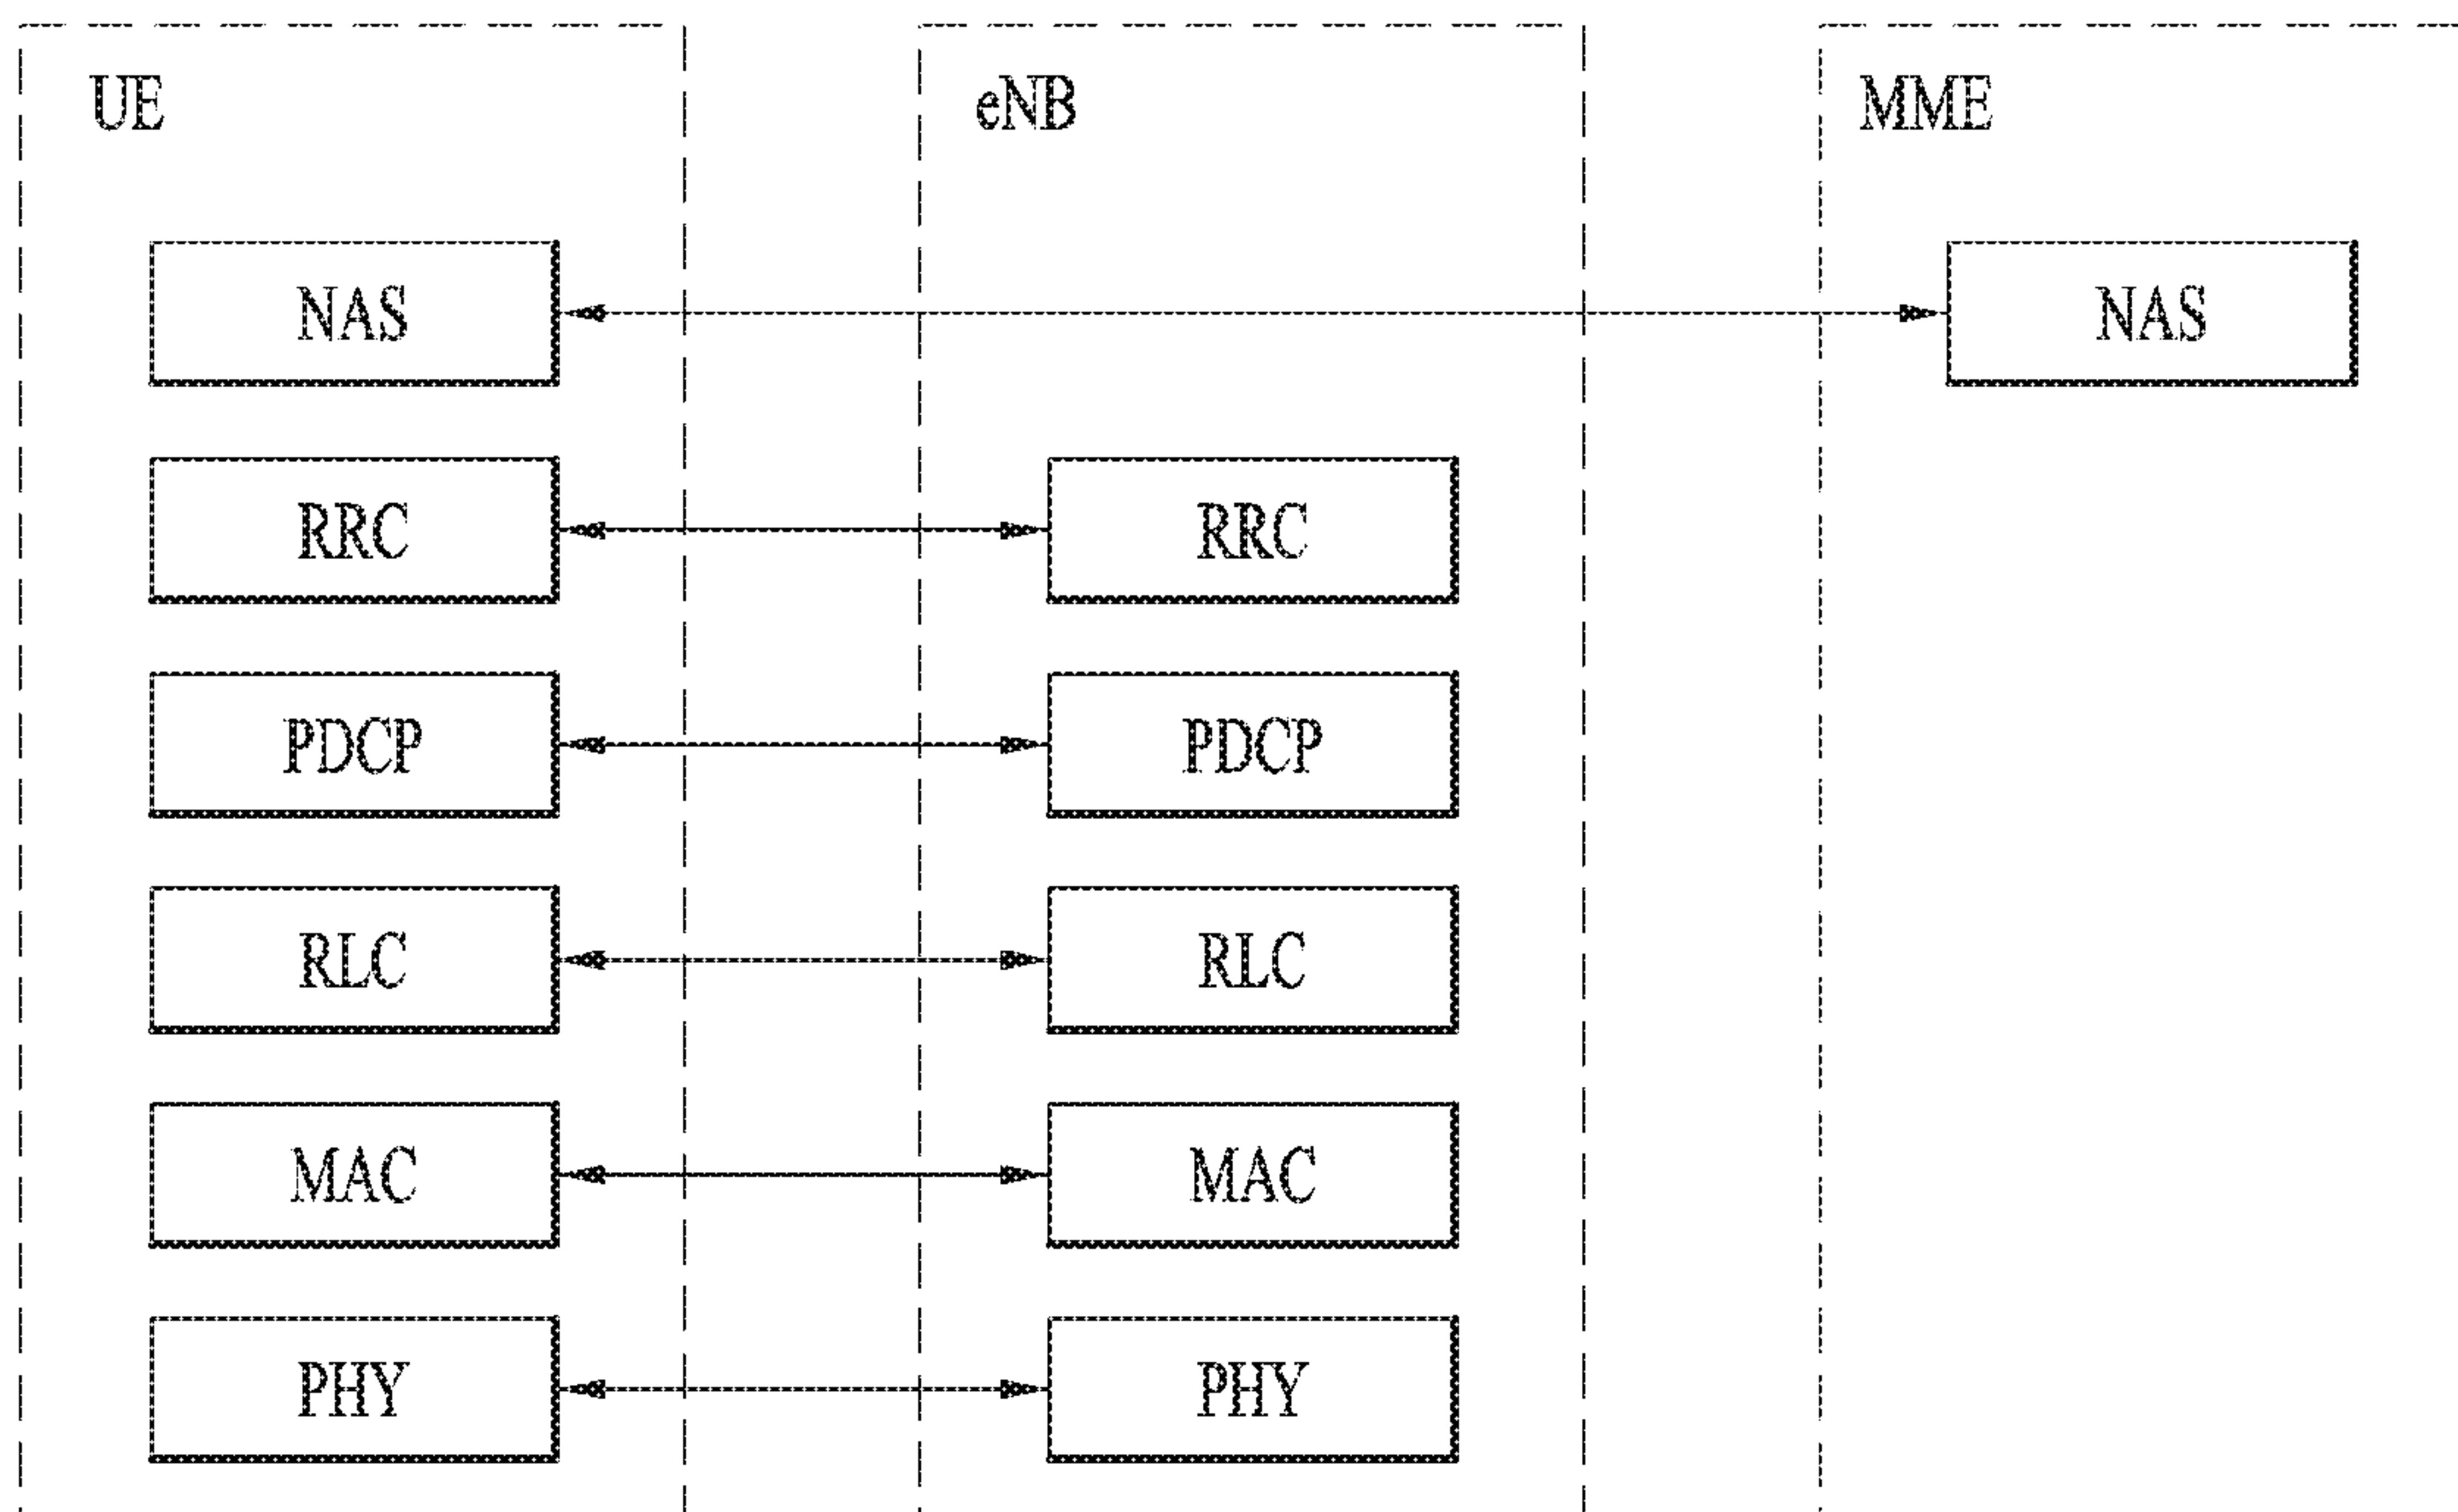 UE eNB MME
NAS NAS
RRC RRC
PDCP PDCP
RLC RLC
MAC MAC
PHY PHY